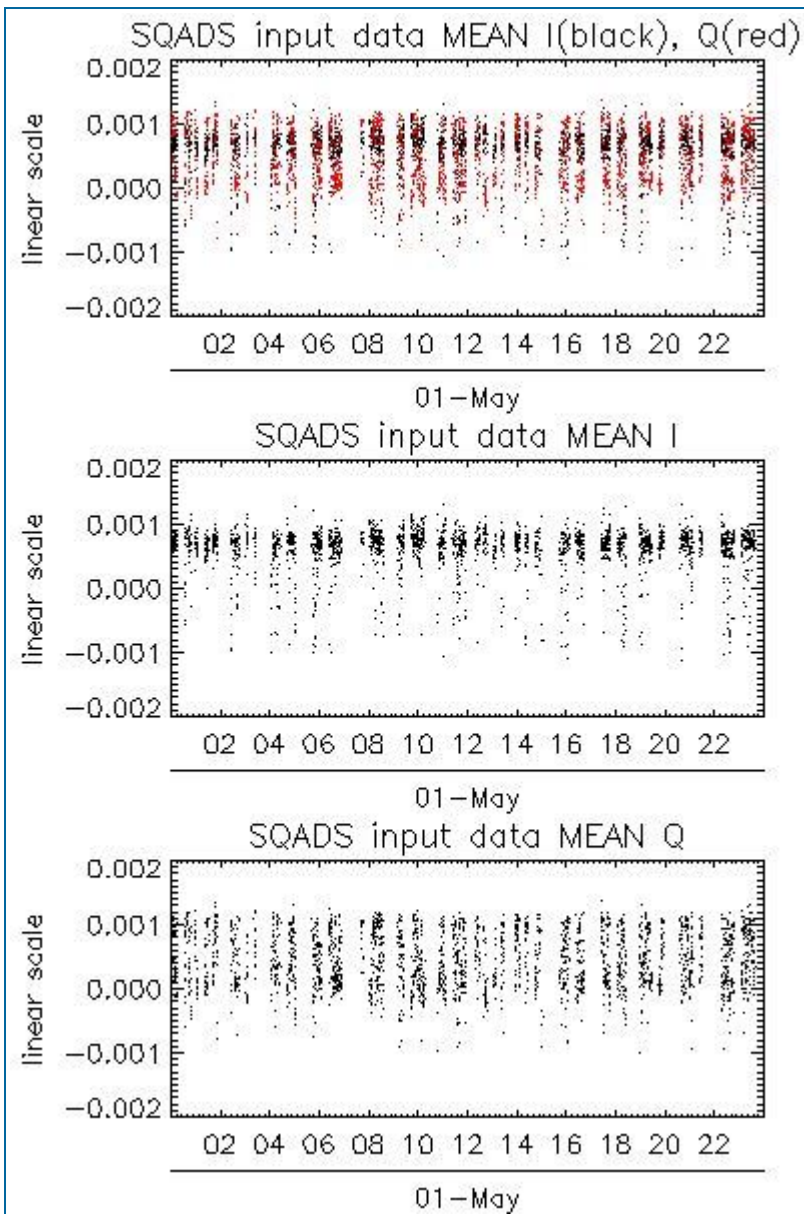 SQADS input data MEAN I(black), Q(red)
0.002
0.001
0.000
-0.001
-0.002
linear scale
02 04 06 08 10 12 14 16 18 20 22
01-May
SQADS input data MEAN I
0.002
0.001
0.000
-0.001
-0.002
linear scale
02 04 06 08 10 12 14 16 18 20 22
01-May
SQADS input data MEAN Q
0.002
0.001
0.000
-0.001
-0.002
linear scale
02 04 06 08 10 12 14 16 18 20 22
01-May